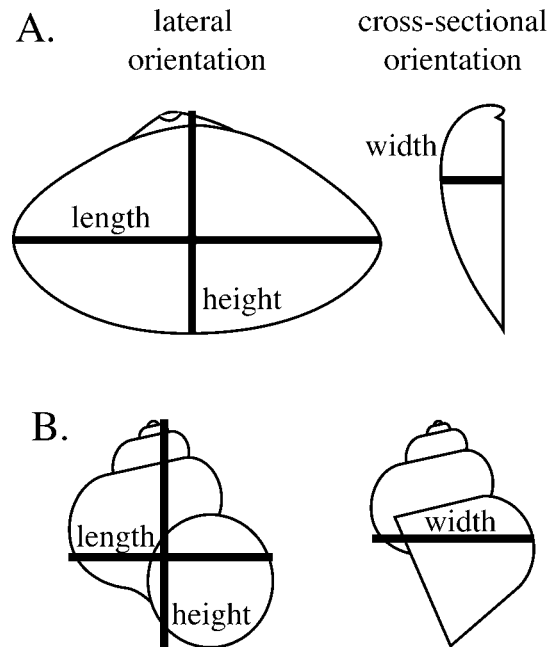 A.
lateral
orientation
cross-sectional
orientation
width
length
height
B.
length
width
height